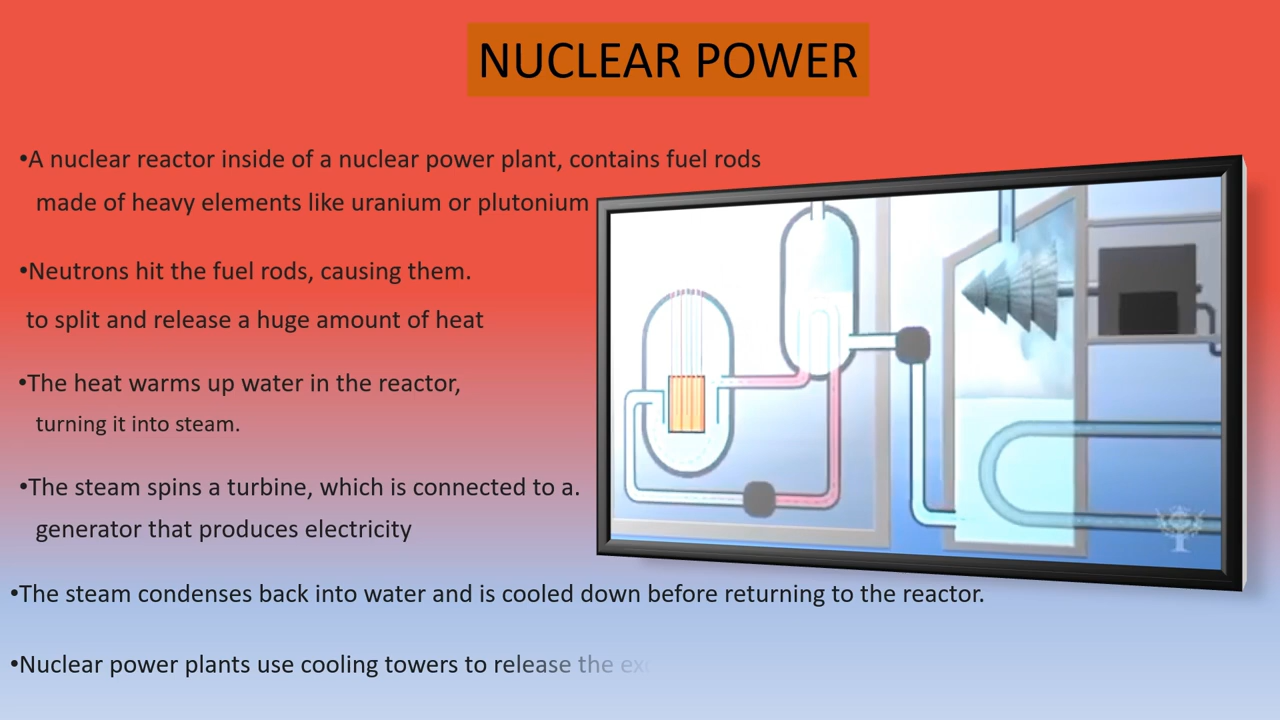 NUCLEAR POWER
•A nuclear reactor inside of a nuclear power plant, contains fuel rods
made of heavy elements like uranium or plutonium
•Neutrons hit the fuel rods, causing them.
to split and release a huge amount of heat
•The heat warms up water in the reactor,
turning it into steam.
•The steam spins a turbine, which is connected to a.
generator that produces electricity
•The steam condenses back into water and is cooled down before returning to the reactor.
•Nuclear power plants use cooling towers to release the